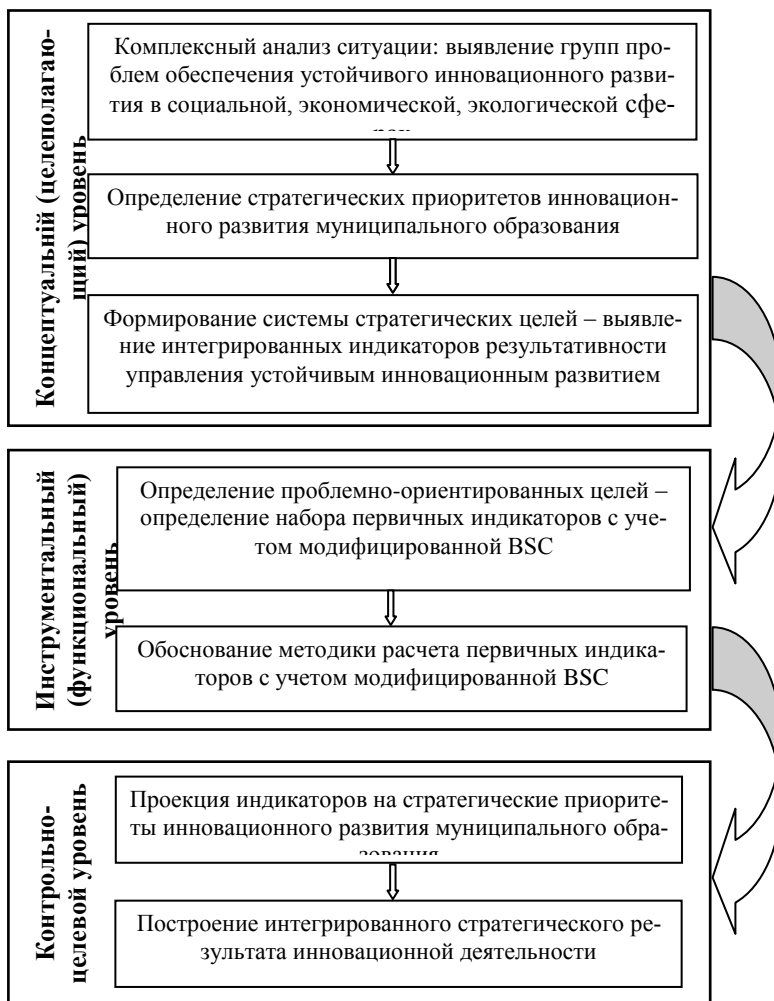 Концептуальній (целеполагаю-
щий) уровень
Комплексный анализ ситуации: выявление групп про-
блем обеспечения устойчивого инновационного разви-
тия в социальной, экономической, экологической сфе-
Определение стратегических приоритетов инновацион-
ного развития муниципального образования
Формирование системы стратегических целей – выявле-
ние интегрированных индикаторов результативности
управления устойчивым инновационным развитием
Инструментальный
(функциональный)
уровень
Определение проблемно-ориентированных целей –
определение набора первичных индикаторов с уче-
том модифицированной BSC
Обоснование методики расчета первичных индика-
торов с учетом модифицированной BSC
Контрольно-
целевой уровень
Проекция индикаторов на стратегические приорите-
ты инновационного развития муниципального обра-
зования
Построение интегрированного стратегического ре-
зультата инновационной деятельности